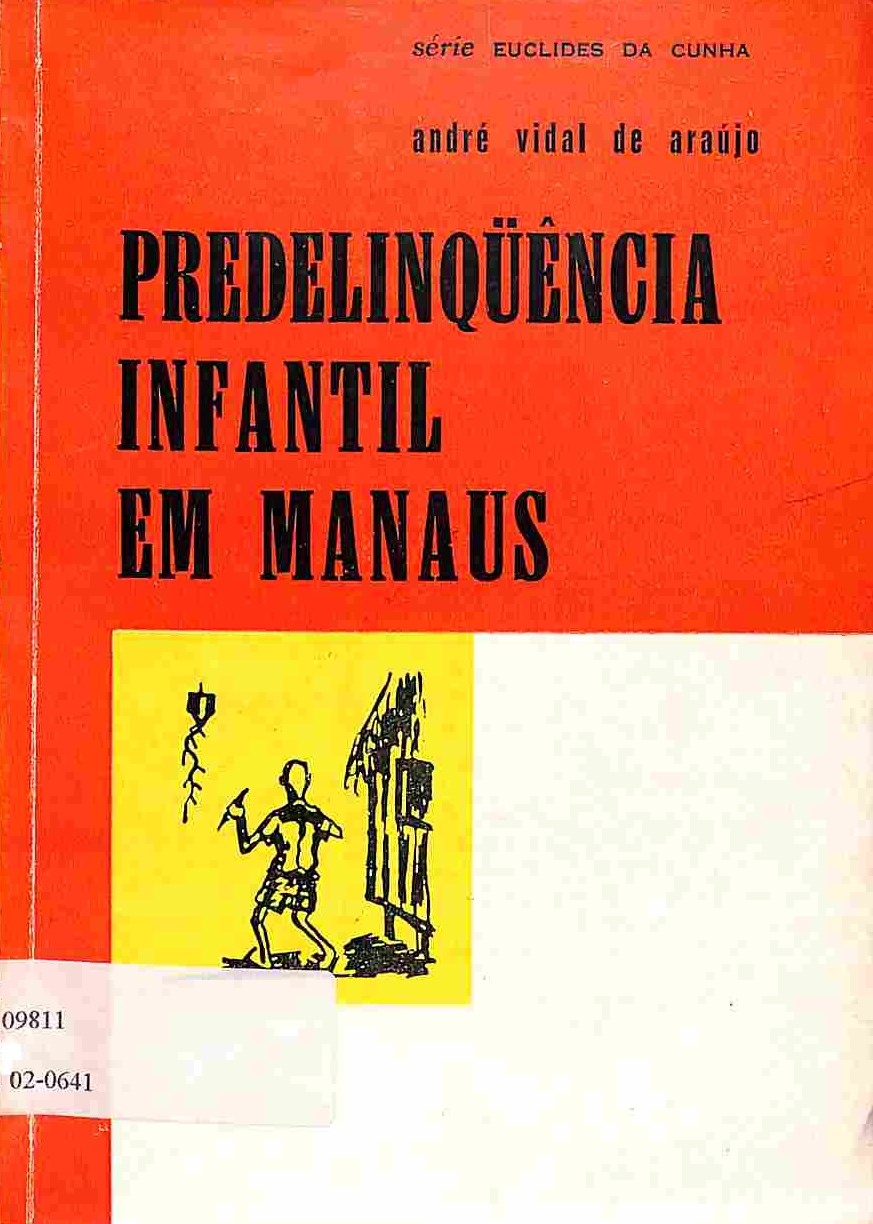 série EUCLIDES DA CUNHA
andré vidal de araújo
PREDELINQÜÊNCIA
INFANTIL
EM MANAUS
09811
02-0641